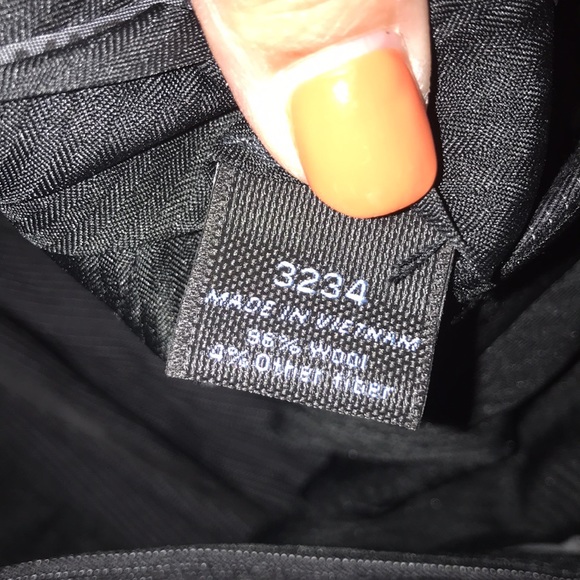 3234
MADE IN VIETNAM
96% Wool
4% Other Fiber